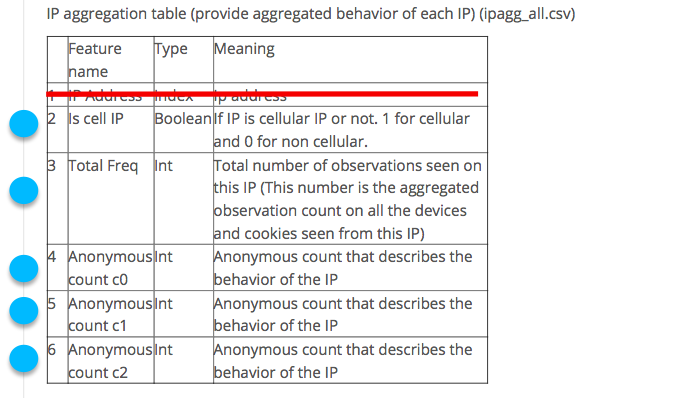 IP aggregation table (provide aggregated behavior of each IP) (ipagg_all.csv)
Feature name Type Meaning
1 IP Address Index Ip address
2 Is cell IP Boolean If IP is cellular IP or not. 1 for cellular
and 0 for non cellular.
3 Total Freq Int Total number of observations seen on
this IP (This number is the aggregated
observation count on all the devices
and cookies seen from this IP)
4 Anonymous count c0 Int Anonymous count that describes the
behavior of the IP
5 Anonymous count c1 Int Anonymous count that describes the
behavior of the IP
6 Anonymous count c2 Int Anonymous count that describes the
behavior of the IP